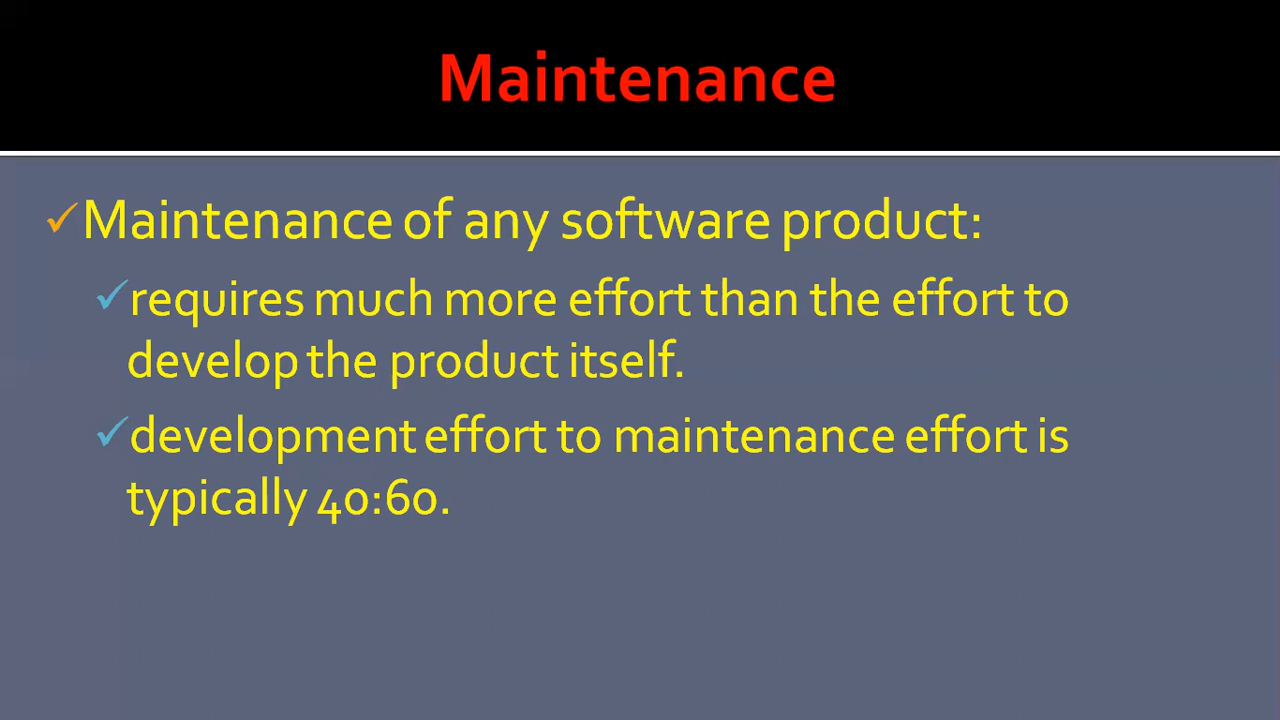 Maintenance
✓Maintenance of any software product:
✓requires much more effort than the effort to
develop the product itself.
✓development effort to maintenance effort is
typically 40:60.